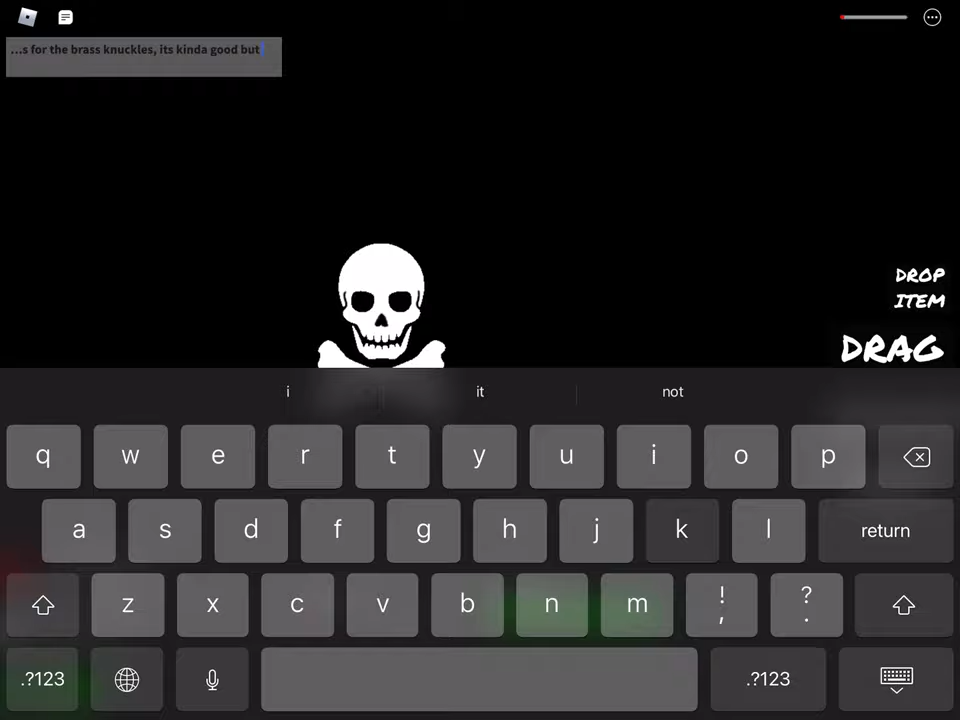 ...s for the brass knuckles, its kinda good but
DROP
ITEM
DRAG
i it not
q w e r t y u i o p
a s d f g h j k l return
z x c v b n m ! , ? .
.?123 .?123